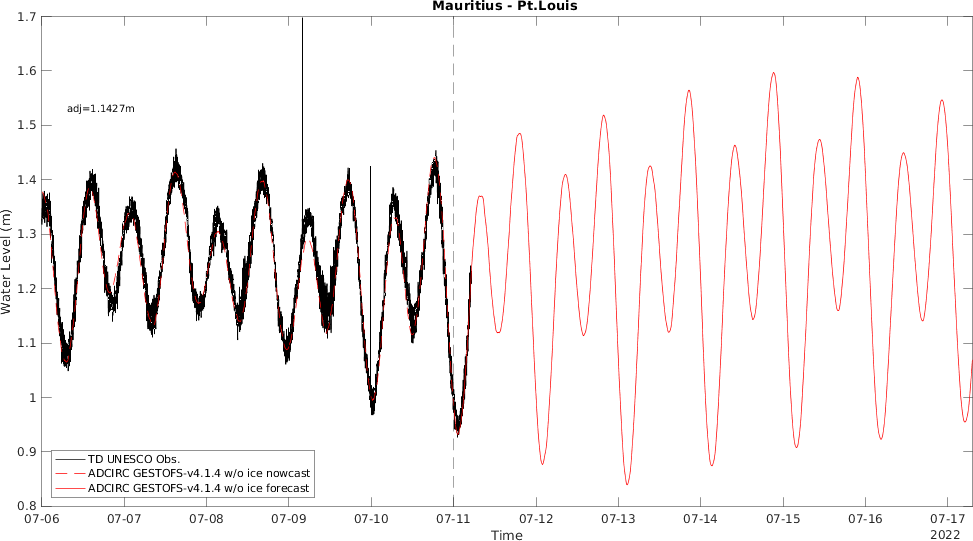 Mauritius - Pt.Louis
1.7
1.6
1.5
1.4
1.3
1.2
1.1
1
0.9
0.8
Water Level (m)
adj=1.1427m
TD UNESCO Obs.
ADCIRC GESTOFS-v4.1.4 w/o ice nowcast
ADCIRC GESTOFS-v4.1.4 w/o ice forecast
07-06 07-07 07-08 07-09 07-10 07-11 07-12 07-13 07-14 07-15 07-16 07-17
2022
Time